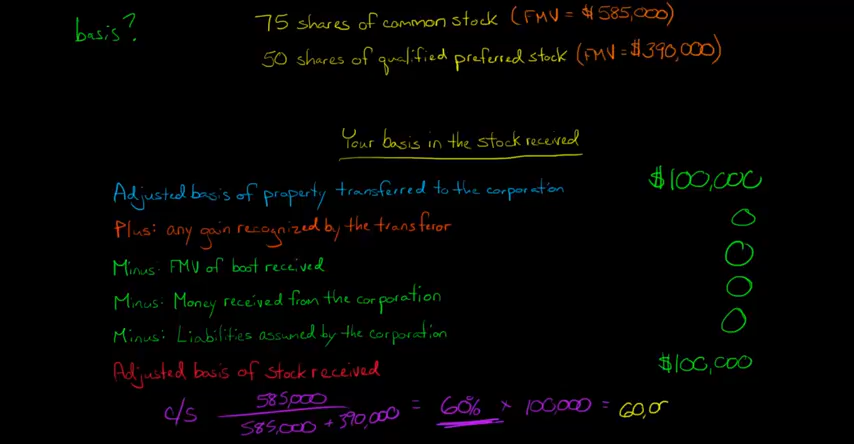 basis? 75 shares of common stock (FMV = $585,000)
50 shares of qualified preferred stock (FMV = $390,000)
Your basis in the stock received
Adjusted basis of property transferred to the corporation $100,000
Plus: any gain recognized by the transferor 0
Minus: FMV of boot received 0
Minus: Money received from the corporation 0
Minus: Liabilities assumed by the corporation 0
Adjusted basis of stock received $100,000
c/s 585,000 / 585,000 + 390,000 = 60% × 100,000 = 60,00